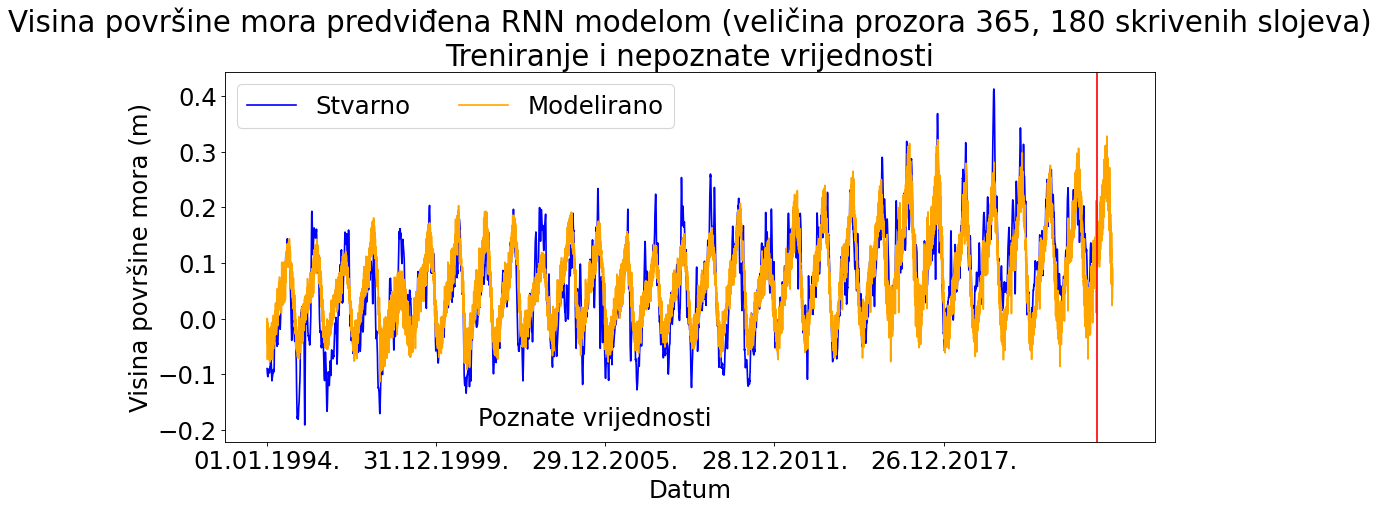 Visina površine mora predviđena RNN modelom (veličina prozora 365, 180 skrivenih slojeva)
Treniranje i nepoznate vrijednosti
Stvarno
Modelirano
Visina površine mora (m)
0.4
0.3
0.2
0.1
0.0
−0.1
−0.2
Poznate vrijednosti
01.01.1994.
31.12.1999.
29.12.2005.
28.12.2011.
26.12.2017.
Datum